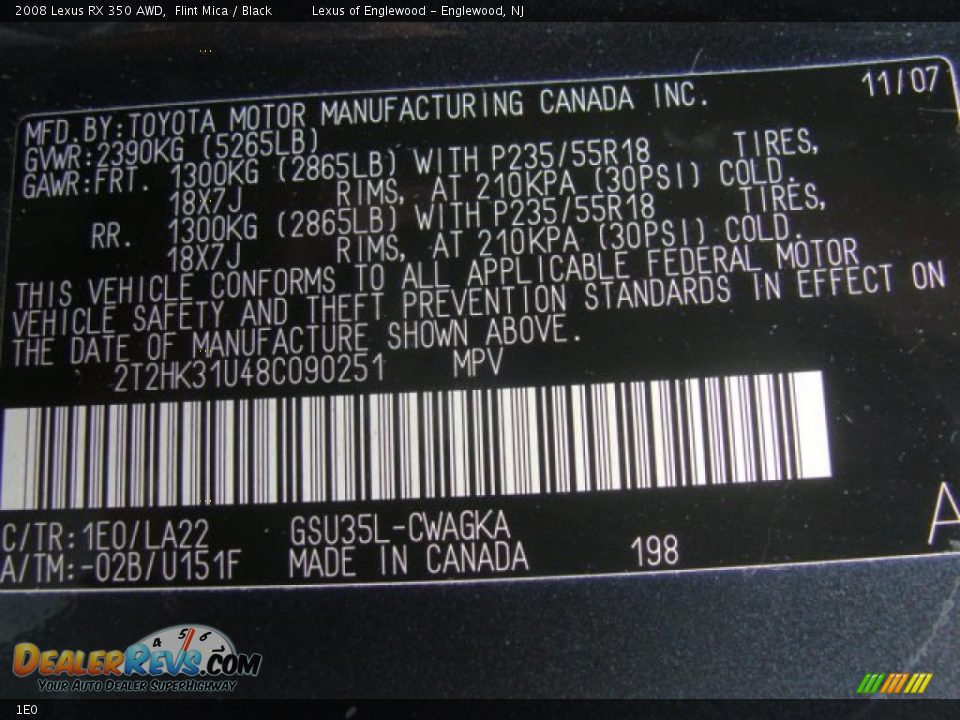 2008 Lexus RX 350 AWD, Flint Mica / Black Lexus of Englewood - Englewood, NJ
11/07
MFD.BY:TOYOTA MOTOR MANUFACTURING CANADA INC.
GVWR:2390KG (5265LB)
GAWR:FRT. 1300KG (2865LB) WITH P235/55R18 TIRES,
18X7J RIMS, AT 210KPA (30PSI) COLD.
RR. 1300KG (2865LB) WITH P235/55R18 TIRES,
18X7J RIMS, AT 210KPA (30PSI) COLD.
THIS VEHICLE CONFORMS TO ALL APPLICABLE FEDERAL MOTOR
VEHICLE SAFETY AND THEFT PREVENTION STANDARDS IN EFFECT ON
THE DATE OF MANUFACTURE SHOWN ABOVE.
2T2HK31U48C090251 MPV
C/TR:1E0/LA22 GSU35L-CWAGKA
A/TM:-02B/U151F MADE IN CANADA 198
A
4 5 6
DEALERREVS.COM
YOUR AUTO DEALER SUPERHIGHWAY
1E0